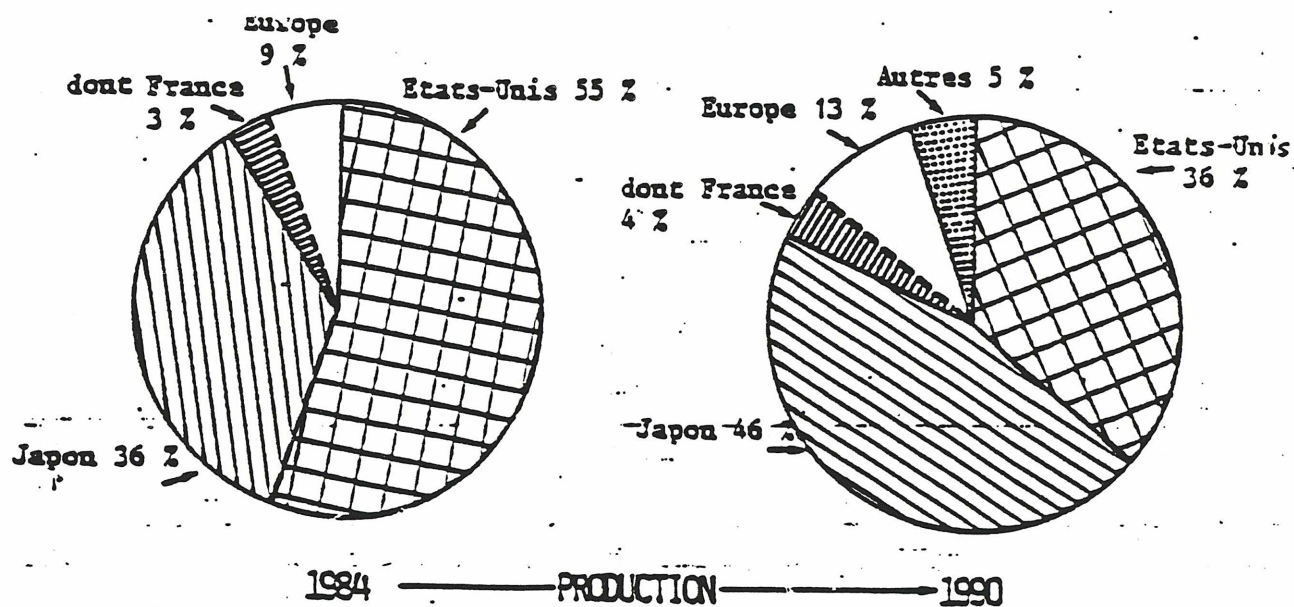 Europe
9 %
dont France
3 %
Etats-Unis 55 %
Japon 36 %
Autres 5 %
Europe 13 %
Etats-Unis
36 %
dont France
4 %
Japon 46 %
1984 PRODUCTION 1990